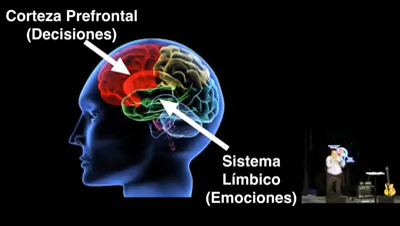 Corteza Prefrontal
(Decisiones)
Sistema
Límbico
(Emociones)